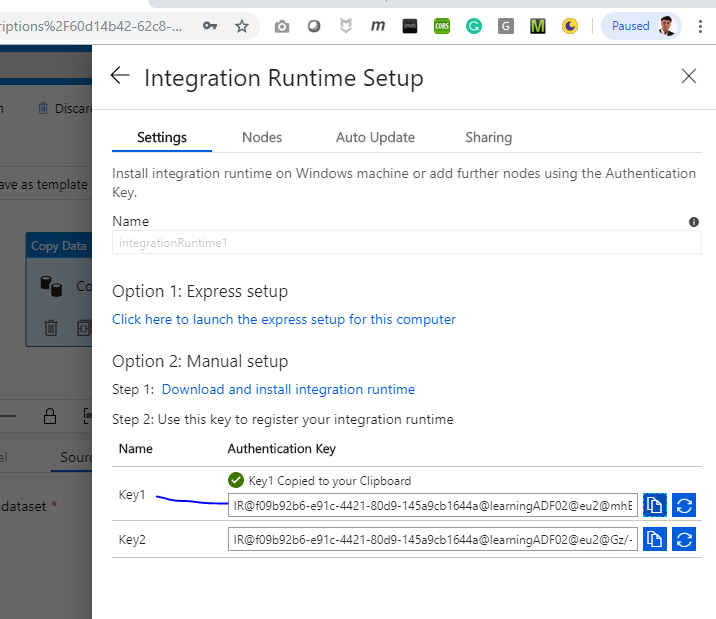 riptions%2F60d14b42-62c8-...
Paused
Integration Runtime Setup
Discar
Settings Nodes Auto Update Sharing
ave as template
Install integration runtime on Windows machine or add further nodes using the Authentication
Key.
Name
integrationRuntime1
Copy Data
Co
Option 1: Express setup
Click here to launch the express setup for this computer
Option 2: Manual setup
Step 1: Download and install integration runtime
Step 2: Use this key to register your integration runtime
Name Authentication Key
al
Sourc
Key1 Copied to your Clipboard
Key1
dataset *
IR@f09b92b6-e91c-4421-80d9-145a9cb1644a@learningADF02@eu2@mhE
Key2 IR@f09b92b6-e91c-4421-80d9-145a9cb1644a@learningADF02@eu2@Gz/-